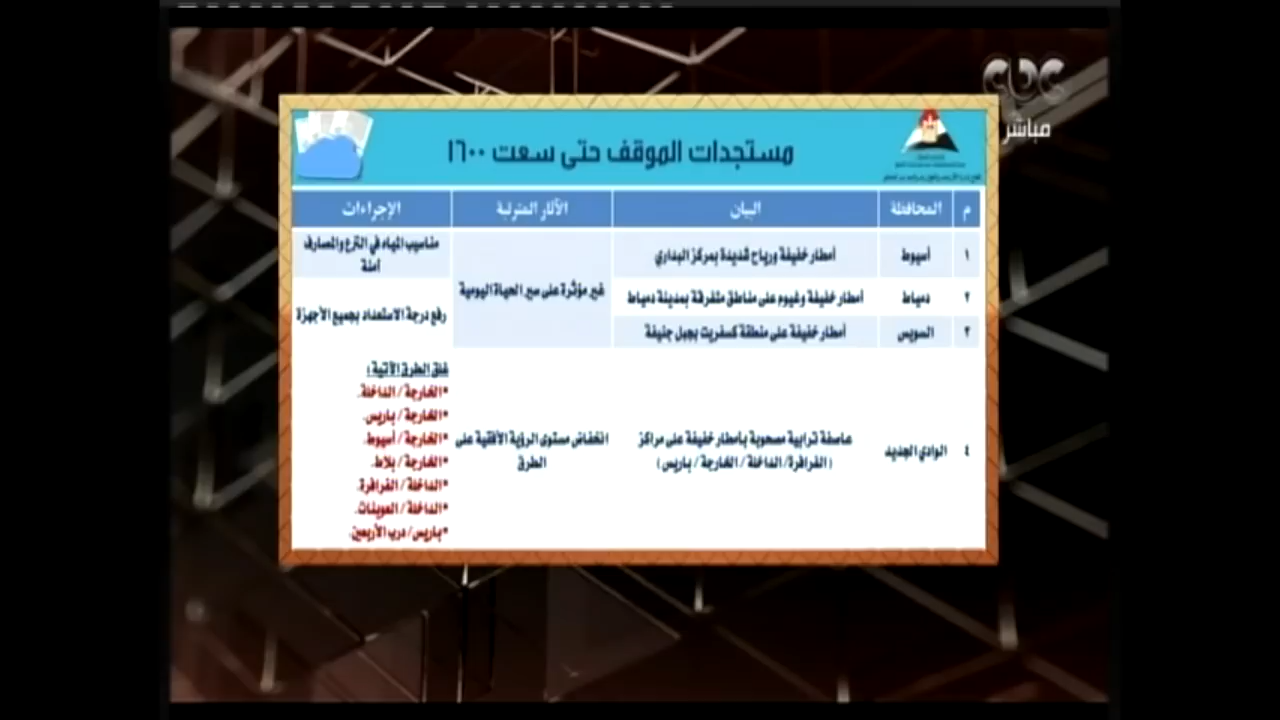 cbc
مباشر
مستجدات الموقف حتى سعت ١٦٠٠
م المحافظة البيان الآثار المترتبة الإجراءات
١ أسيوط أمطار خفيفة ورياح شديدة بمركز البداري
غير مؤثرة على سير الحياة اليومية
مناسيب المياه في الترع والمصارف
آمنة
٢ دمياط أمطار خفيفة وغيوم على مناطق متفرقة بمدينة دمياط
رفع درجة الاستعداد بجميع الأجهزة
٣ السويس أمطار خفيفة على منطقة كسفريت بجبل جنيفة
٤ الوادي الجديد
عاصفة ترابية مصحوبة بأمطار خفيفة على مراكز
(الفرافرة/ الداخلة / الخارجة / باريس)
انخفاض مستوى الرؤية الأفقية على
الطرق
غلق الطرق الآتية :
*الخارجة / الداخلة.
*الخارجة / باريس.
*الخارجة / أسيوط.
*الخارجة / بلاط.
*الداخلة / الفرافرة.
*الداخلة / العوينات.
*باريس/ درب الأربعين.